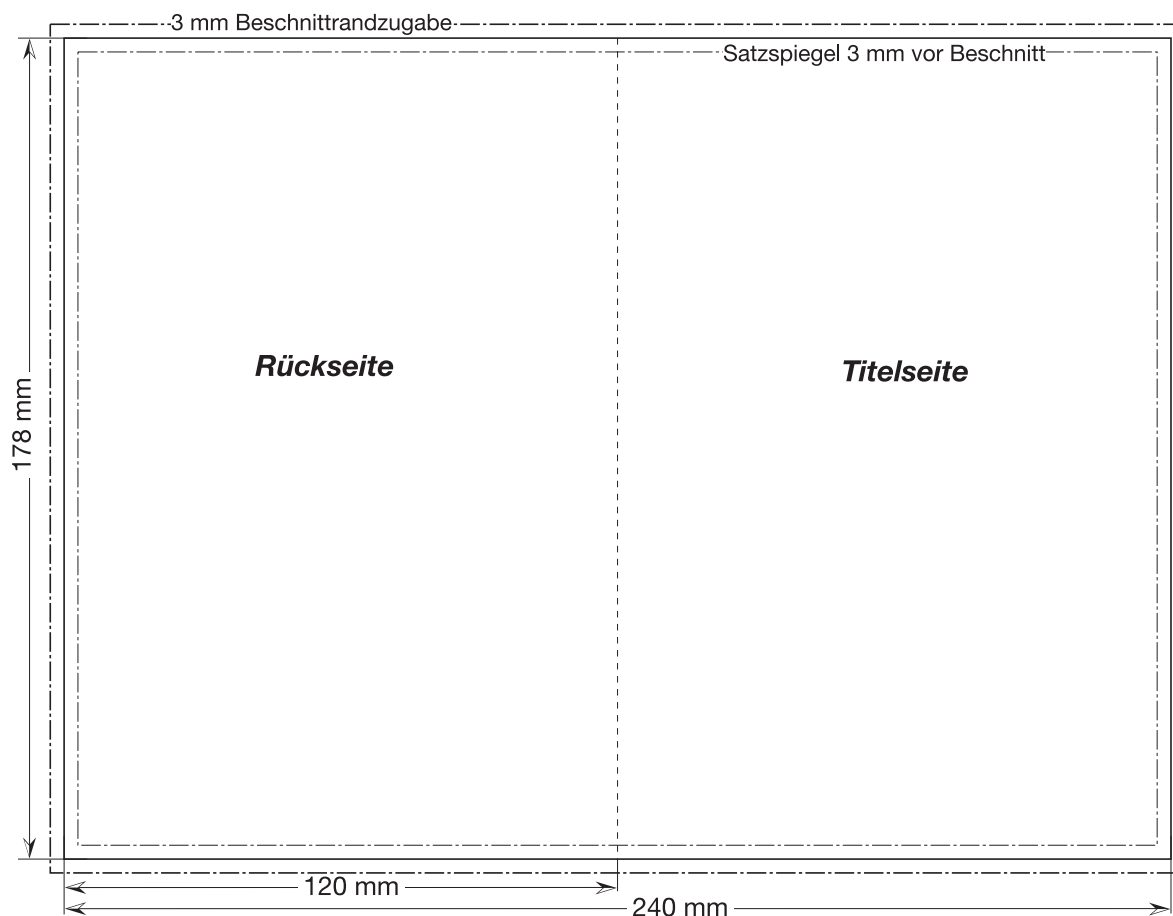 3 mm Beschnittrandzugabe
Satzspiegel 3 mm vor Beschnitt
Rückseite
Titelseite
178 mm
120 mm
240 mm